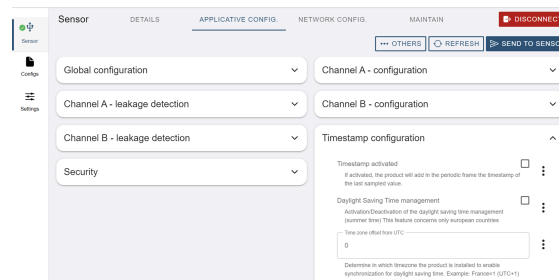 Sensor
DETAILS
APPLICATIVE CONFIG.
NETWORK CONFIG.
MAINTAIN
DISCONNECT
Sensor
Configs
Settings
••• OTHERS
REFRESH
SEND TO SENSO
Global configuration
Channel A - configuration
Channel A - leakage detection
Channel B - configuration
Channel B - leakage detection
Timestamp configuration
Security
Timestamp activated
If activated, the product will add in the periodic frame the timestamp of
the last sampled value.
Daylight Saving Time management
Activation/Deactivation of the daylight saving time management
(summer time) This feature concerns only european countries
Time zone offset from UTC
0
Determine in which timezone the product is installed to enable
synchronization for daylight saving time. Example: France=1 (UTC+1)